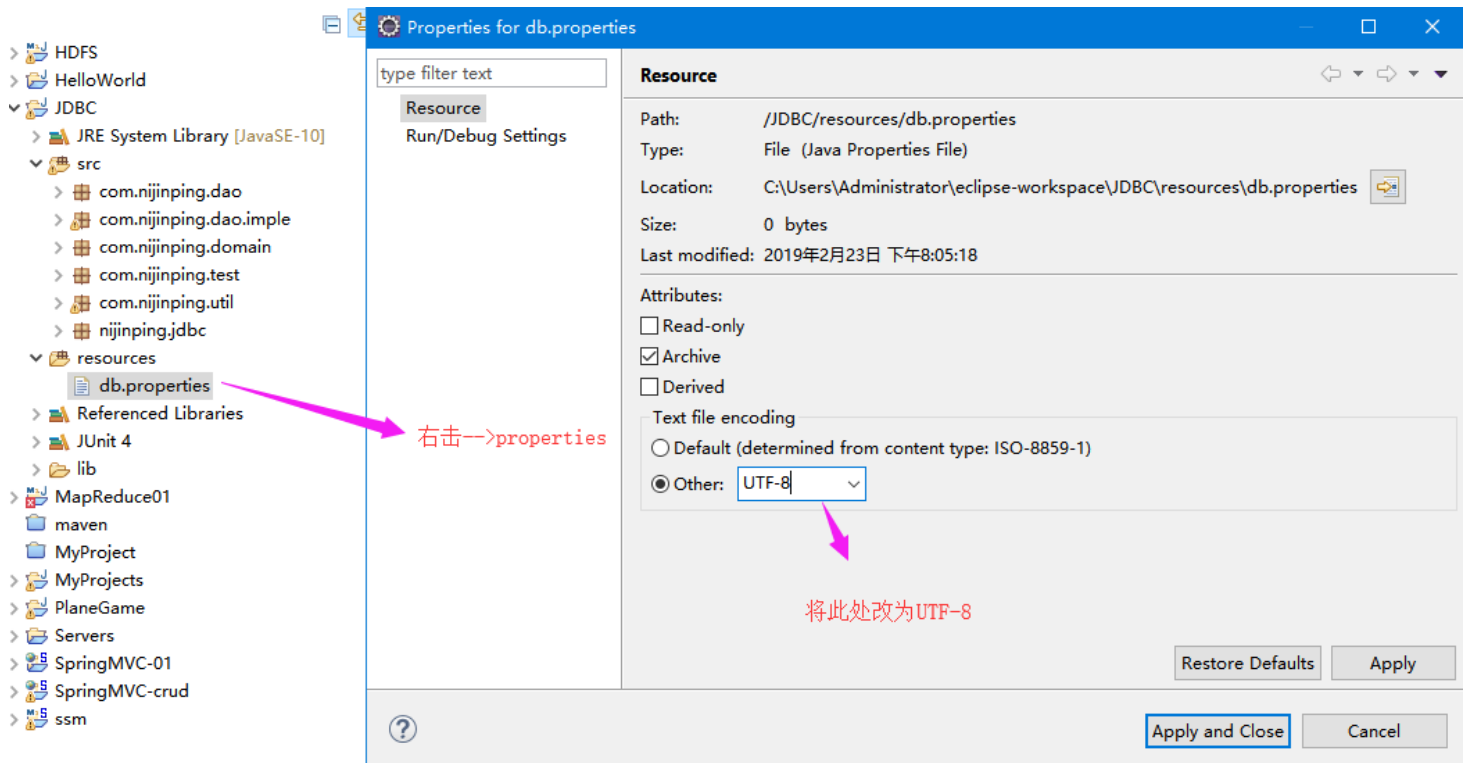 HDFS
HelloWorld
JDBC
JRE System Library [JavaSE-10]
src
com.nijinping.dao
com.nijinping.dao.imple
com.nijinping.domain
com.nijinping.test
com.nijinping.util
nijinping.jdbc
resources
db.properties
Referenced Libraries
JUnit 4
lib
MapReduce01
maven
MyProject
MyProjects
PlaneGame
Servers
SpringMVC-01
SpringMVC-crud
ssm
Properties for db.properties
type filter text
Resource
Run/Debug Settings
右击-->properties
Resource
Path: /JDBC/resources/db.properties
Type: File (Java Properties File)
Location: C:\Users\Administrator\eclipse-workspace\JDBC\resources\db.properties
Size: 0 bytes
Last modified: 2019年2月23日 下午8:05:18
Attributes:
Read-only
Archive
Derived
Text file encoding
Default (determined from content type: ISO-8859-1)
Other: UTF-8
将此处改为UTF-8
Restore Defaults Apply
? Apply and Close Cancel